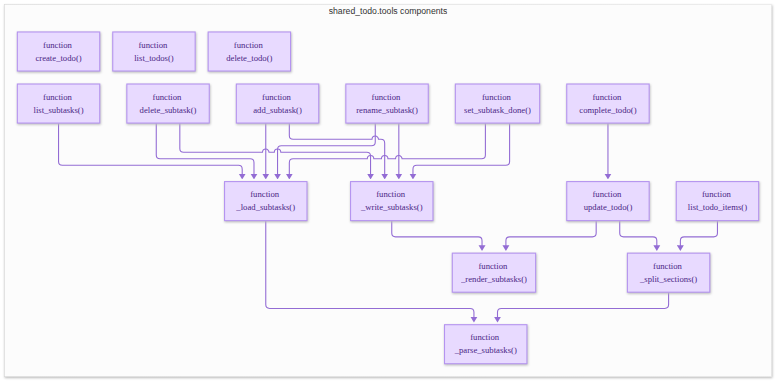 shared_todo.tools components
function
create_todo()
function
list_todos()
function
delete_todo()
function
list_subtasks()
function
delete_subtask()
function
add_subtask()
function
rename_subtask()
function
set_subtask_done()
function
complete_todo()
function
_load_subtasks()
function
_write_subtasks()
function
update_todo()
function
list_todo_items()
function
_render_subtasks()
function
_split_sections()
function
_parse_subtasks()